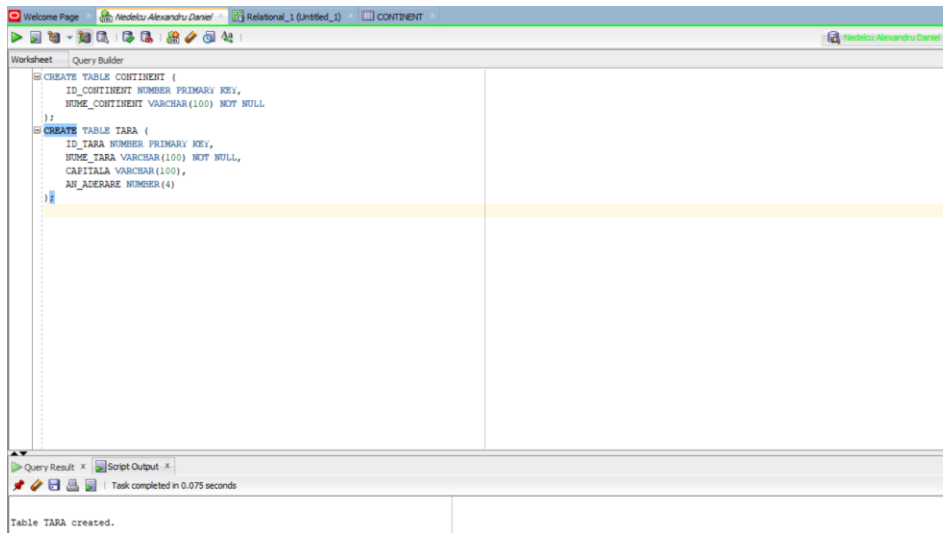 Welcome Page Nedelcu Alexandru Daniel Relational_1 (Untitled_1) CONTINENT
Nedelcu Alexandru Daniel
Worksheet Query Builder
CREATE TABLE CONTINENT (
ID_CONTINENT NUMBER PRIMARY KEY,
NUME_CONTINENT VARCHAR(100) NOT NULL
);
CREATE TABLE TARA (
ID_TARA NUMBER PRIMARY KEY,
NUME_TARA VARCHAR(100) NOT NULL,
CAPITALA VARCHAR(100),
AN_ADERARE NUMBER(4)
);
Query Result x Script Output x
Task completed in 0.075 seconds
Table TARA created.